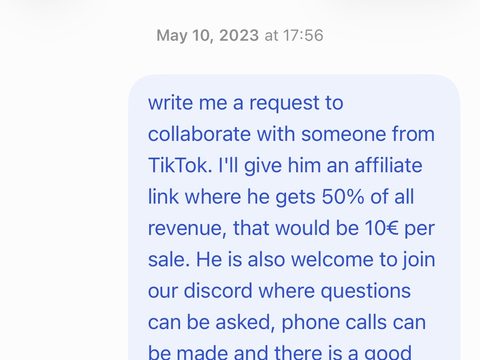 May 10, 2023 at 17:56
write me a request to
collaborate with someone from
TikTok. I'll give him an affiliate
link where he gets 50% of all
revenue, that would be 10€ per
sale. He is also welcome to join
our discord where questions
can be asked, phone calls can
be made and there is a good